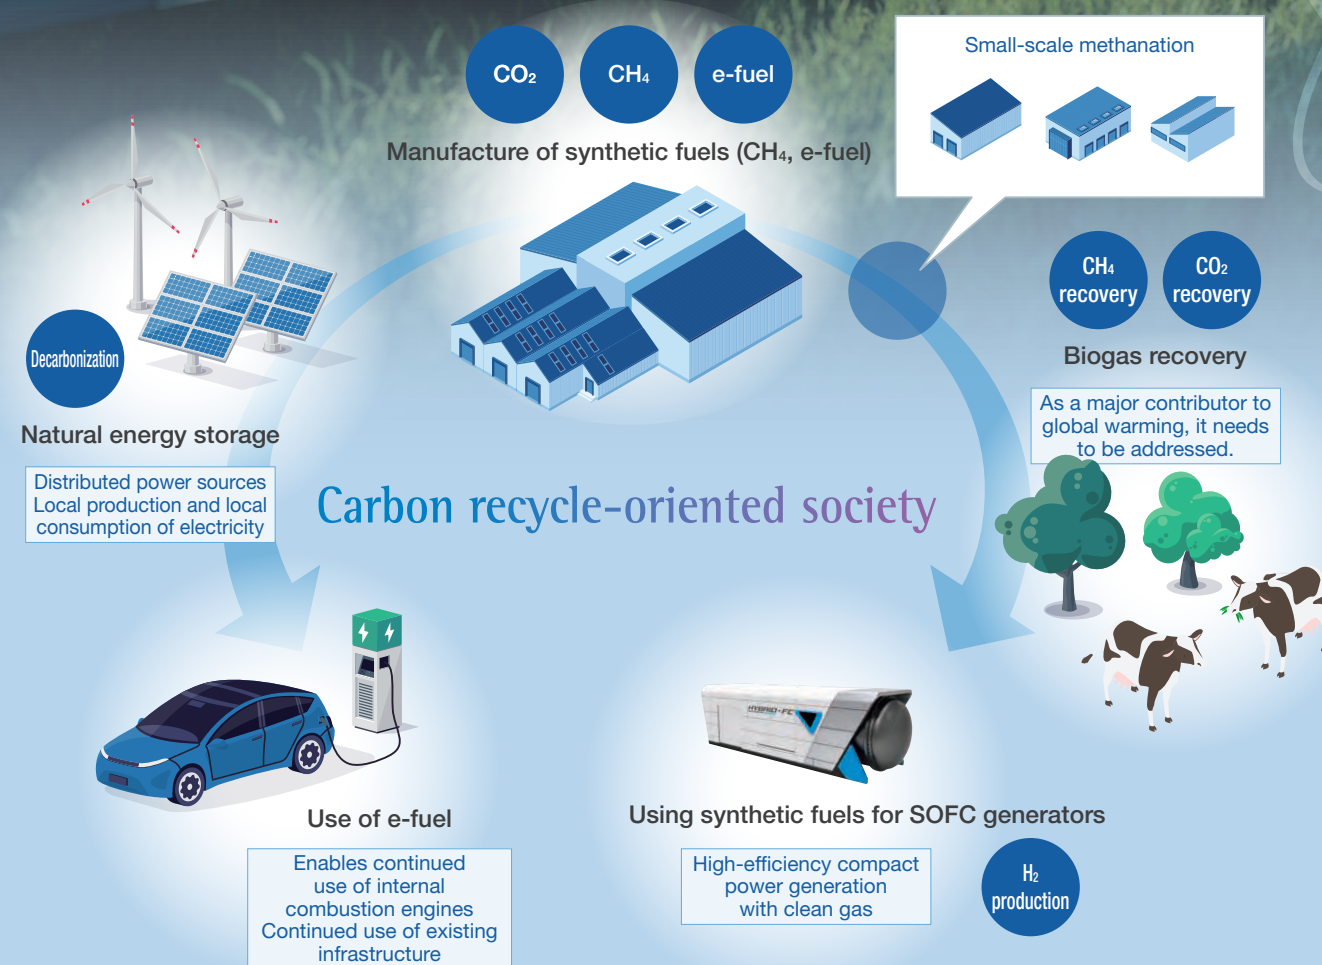 CO2
CH4
e-fuel
Manufacture of synthetic fuels (CH4, e-fuel)
Small-scale methanation
CH4
recovery
CO2
recovery
Biogas recovery
As a major contributor to
global warming, it needs
to be addressed.
Decarbonization
Natural energy storage
Distributed power sources
Local production and local
consumption of electricity
Carbon recycle-oriented society
Use of e-fuel
Enables continued
use of internal
combustion engines
Continued use of existing
infrastructure
HYBRID-FC
Using synthetic fuels for SOFC generators
High-efficiency compact
power generation
with clean gas
H2
production